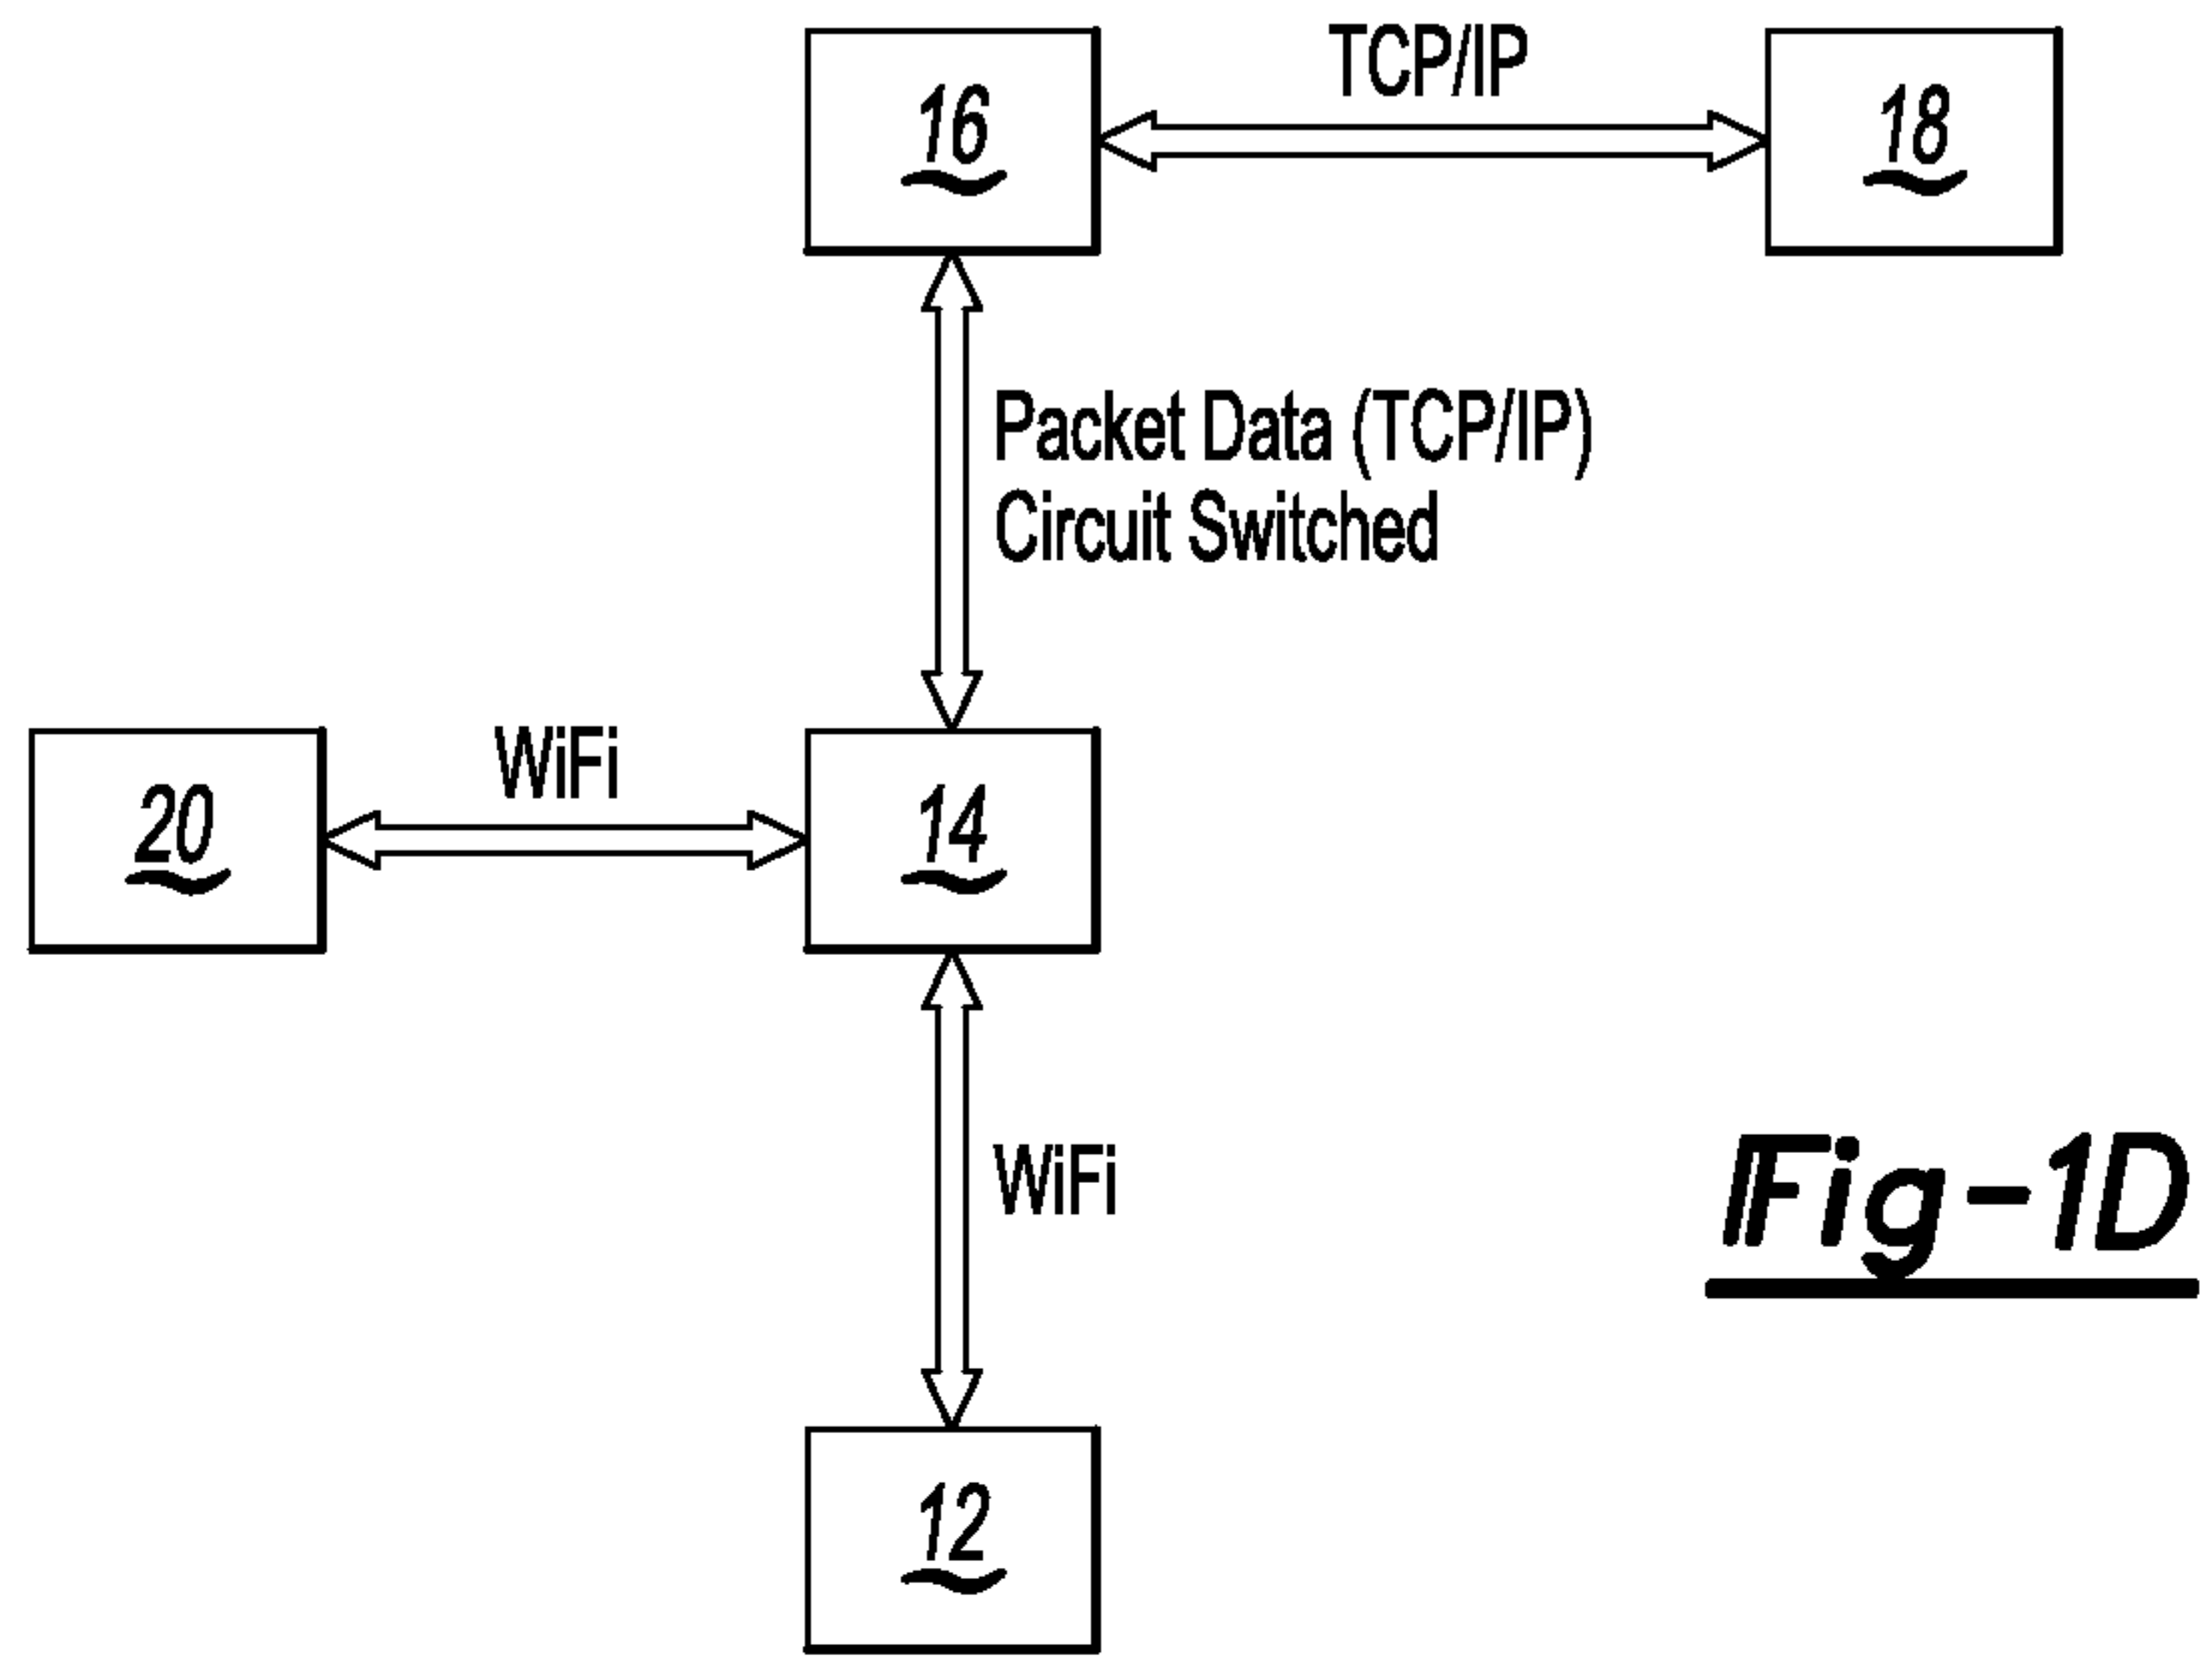 16
TCP/IP
18
Packet Data (TCP/IP)
Circuit Switched
20
WiFi
14
WiFi
Fig-1D
12